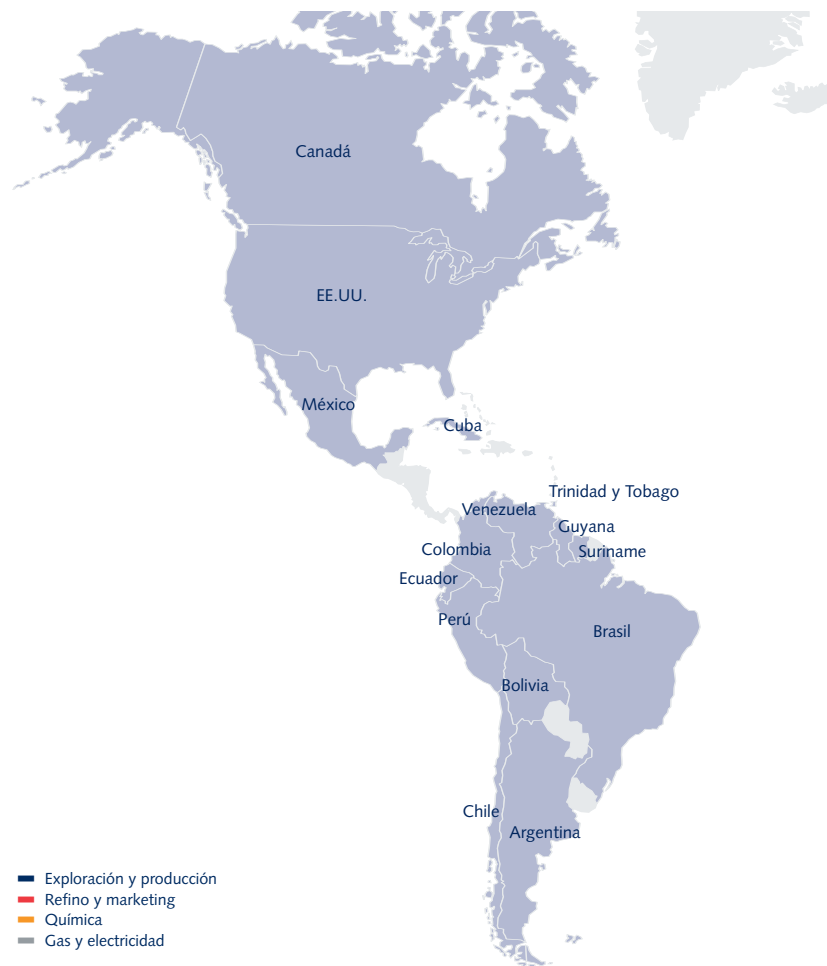 Canadá
EE.UU.
México
Cuba
Trinidad y Tobago
Venezuela
Guyana
Colombia
Suriname
Ecuador
Perú
Brasil
Bolivia
Chile
Argentina
Exploración y producción
Refino y marketing
Química
Gas y electricidad